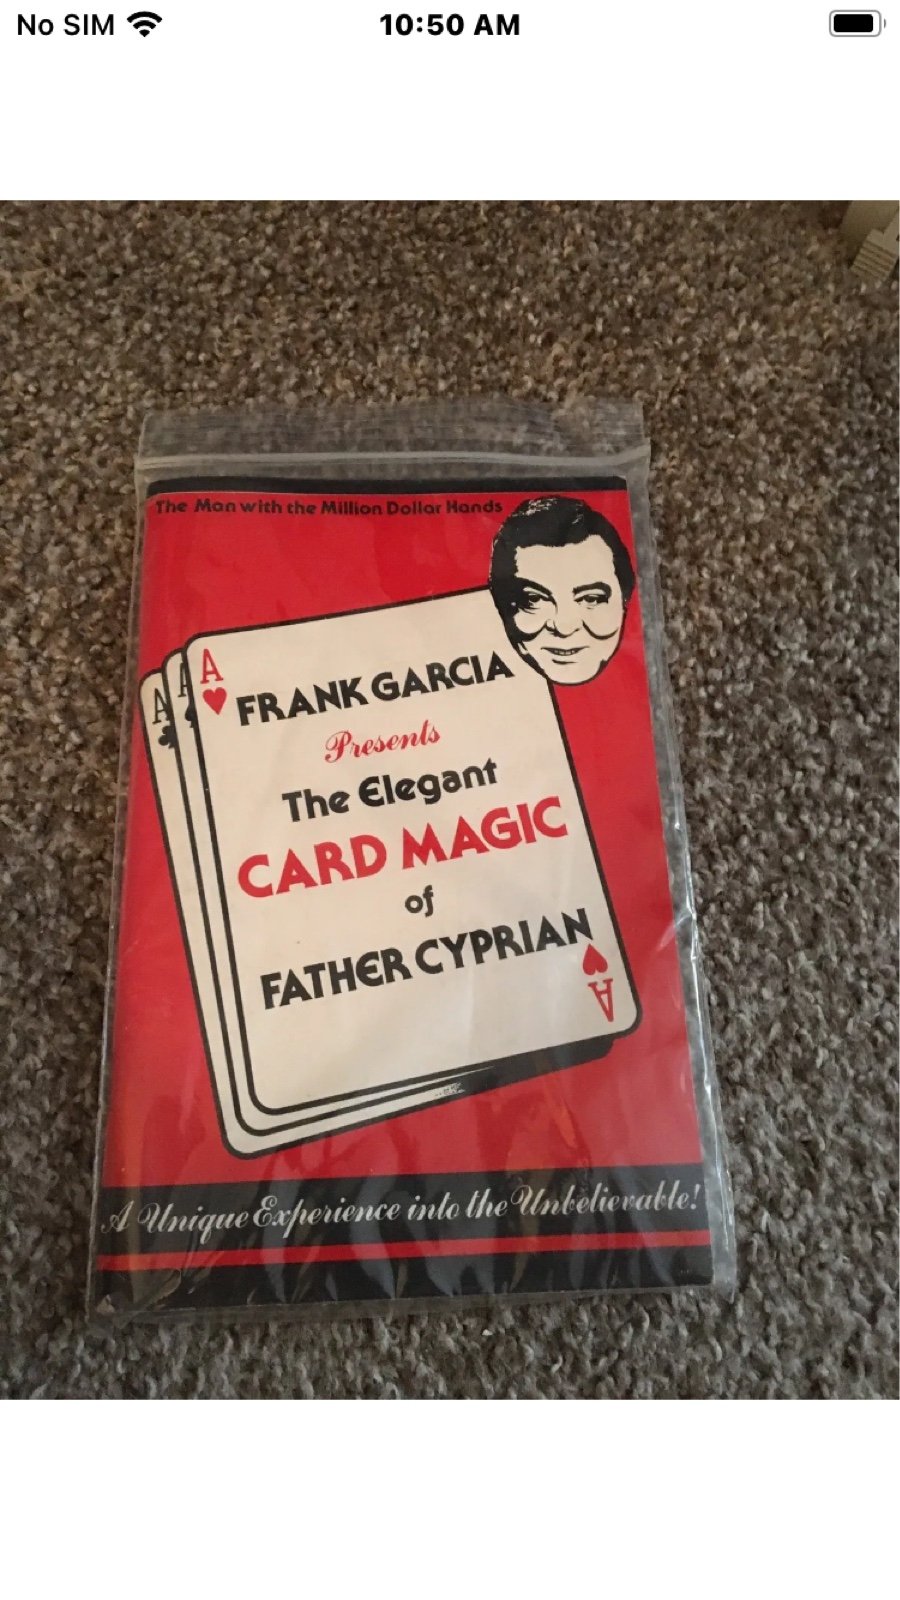 No SIM 10:50 AM
The Man with the Million Dollar Hands
A
A
A
FRANK GARCIA
Presents
The Elegant
CARD MAGIC
of
FATHER CYPRIAN
A
A Unique Experience into the Unbelievable!